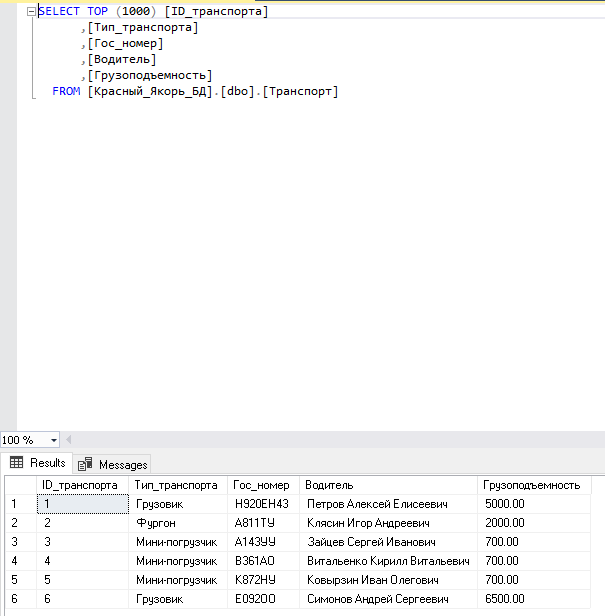 SELECT TOP (1000) [ID_транспорта]
,[Тип_транспорта]
,[Гос_номер]
,[Водитель]
,[Грузоподъемность]
FROM [Красный_Якорь_БД].[dbo].[Транспорт]
100 %
Results Messages
ID_транспорта Тип_транспорта Гос_номер Водитель Грузоподъемность
1 1 Грузовик Н920ЕН43 Петров Алексей Елисеевич 5000.00
2 2 Фургон А811ТУ Клясин Игор Андреевич 2000.00
3 3 Мини-погрузчик А143УУ Зайцев Сергей Иванович 700.00
4 4 Мини-погрузчик В361АО Витальенко Кирилл Витальевич 700.00
5 5 Мини-погрузчик К872НУ Ковырзин Иван Олегович 700.00
6 6 Грузовик Е092ОО Симонов Андрей Сергеевич 6500.00